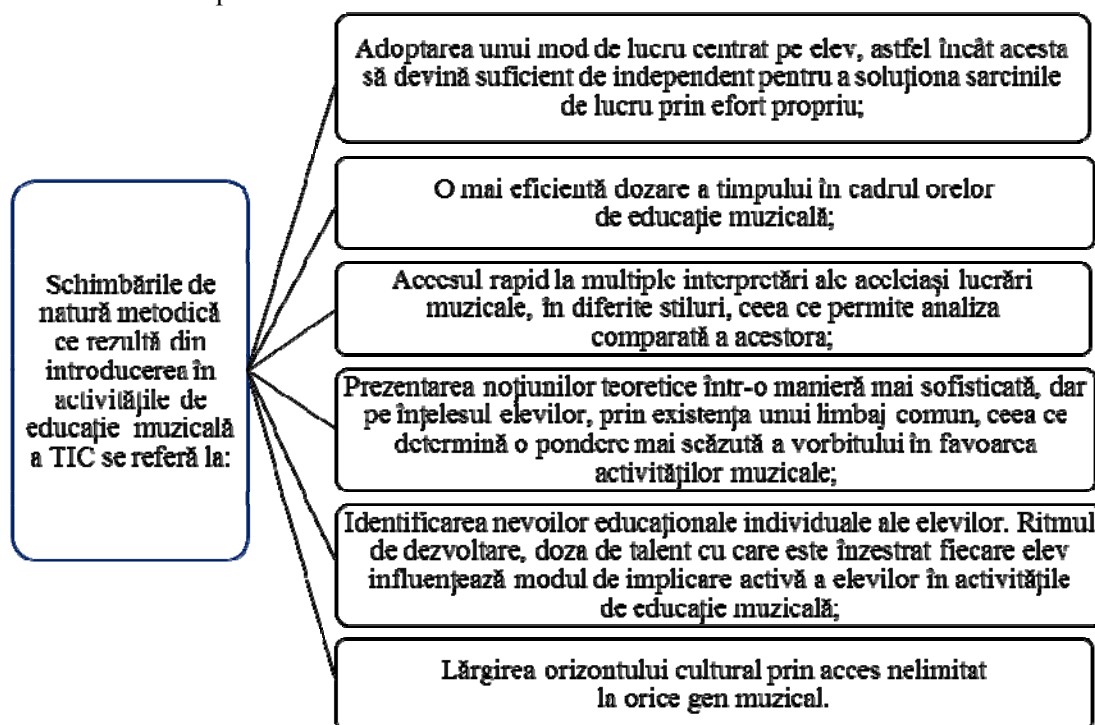 Schimbările de
natură metodică
ce rezultă din
introducerea în
activitățile de
educație muzicală
a TIC se referă la:
Adoptarea unui mod de lucru centrat pe elev, astfel încât acesta
să devină suficient de independent pentru a soluționa sarcinile
de lucru prin efort propriu;
O mai eficientă dozare a timpului în cadrul orelor
de educație muzicală;
Accesul rapid la multiple interpretări ale aceleiași lucrări
muzicale, în diferite stiluri, ceea ce permite analiza
comparată a acestora;
Prezentarea noțiunilor teoretice într-o manieră mai sofisticată, dar
pe înțelesul elevilor, prin existența unui limbaj comun, ceea ce
determină o pondere mai scăzută a vorbitului în favoarea
activităților muzicale;
Identificarea nevoilor educaționale individuale ale elevilor. Ritmul
de dezvoltare, doza de talent cu care este înzestrat fiecare elev
influențează modul de implicare activă a elevilor în activitățile
de educație muzicală;
Lărgirea orizontului cultural prin acces nelimitat
la orice gen muzical.